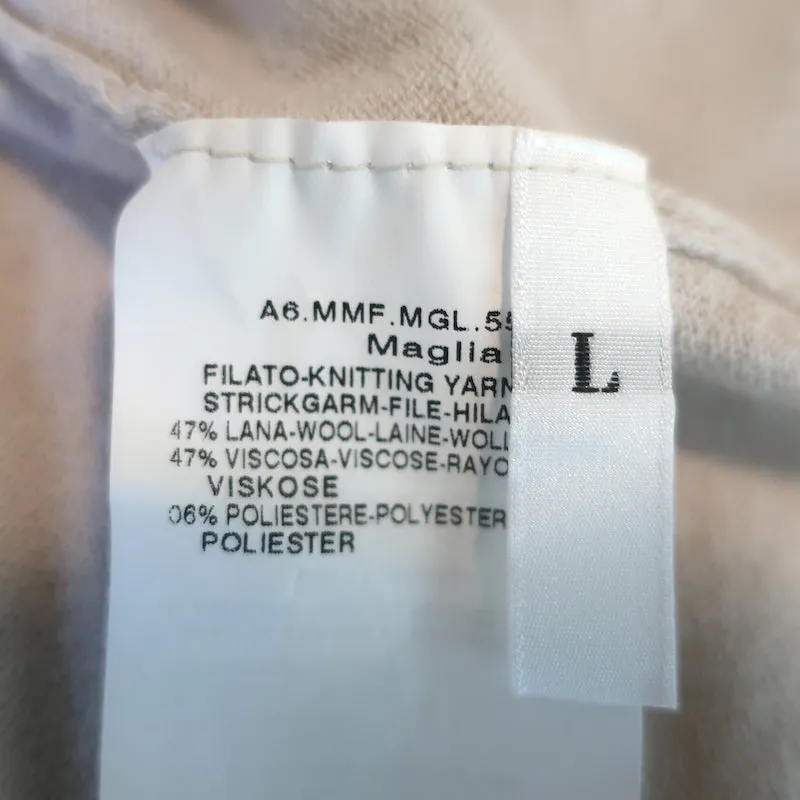 A6.MMF.MGL.55
Maglia
FILATO-KNITTING YARN
STRICKGARM-FILE-HILA
47% LANA-WOOL-LAINE-WOLL
47% VISCOSA-VISCOSE-RAYO
VISKOSE
06% POLIESTERE-POLYESTER
POLIESTER
L